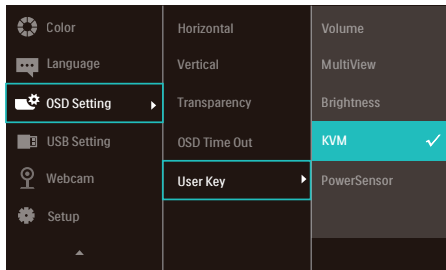 Color
Language
OSD Setting
USB Setting
Webcam
Setup
Horizontal
Vertical
Transparency
OSD Time Out
User Key
Volume
MultiView
Brightness
KVM
PowerSensor